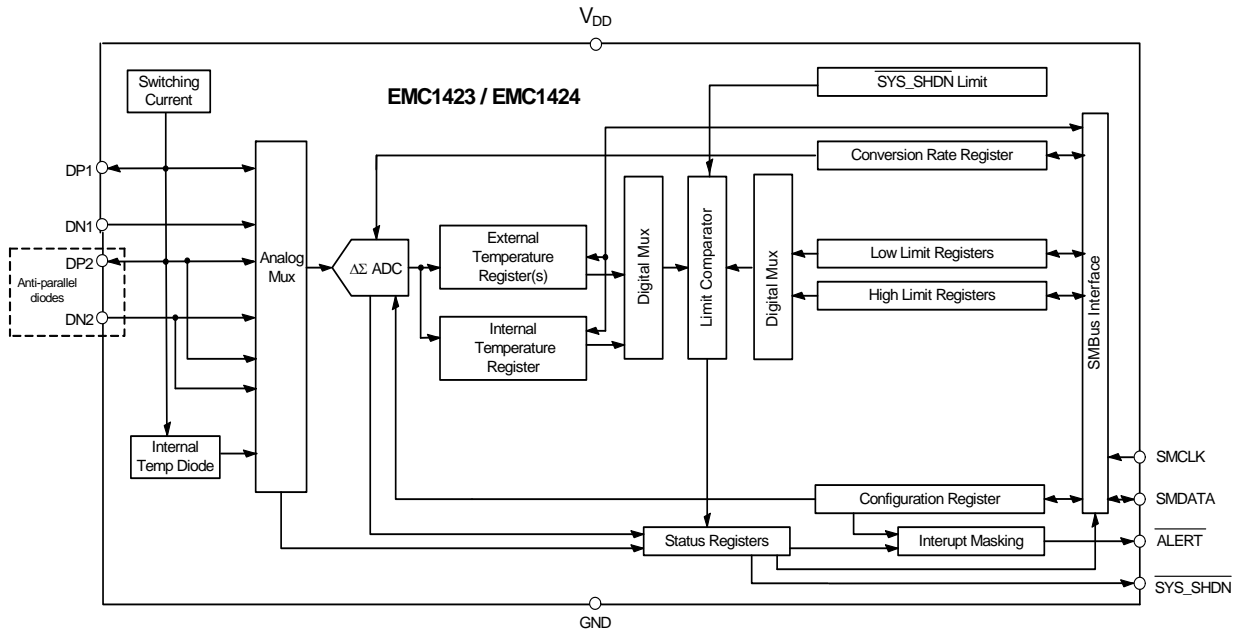 VDD
Switching
Current
EMC1423 / EMC1424
SYS_SHDN Limit
Conversion Rate Register
DP1
DN1
DP2
Anti-parallel
diodes
DN2
Analog
Mux
ΔΣ ADC
External
Temperature
Register(s)
Internal
Temperature
Register
Digital Mux
Limit Comparator
Digital Mux
Low Limit Registers
High Limit Registers
SMBus Interface
Internal
Temp Diode
SMCLK
Configuration Register
SMDATA
Status Registers
Interupt Masking
ALERT
SYS_SHDN
GND